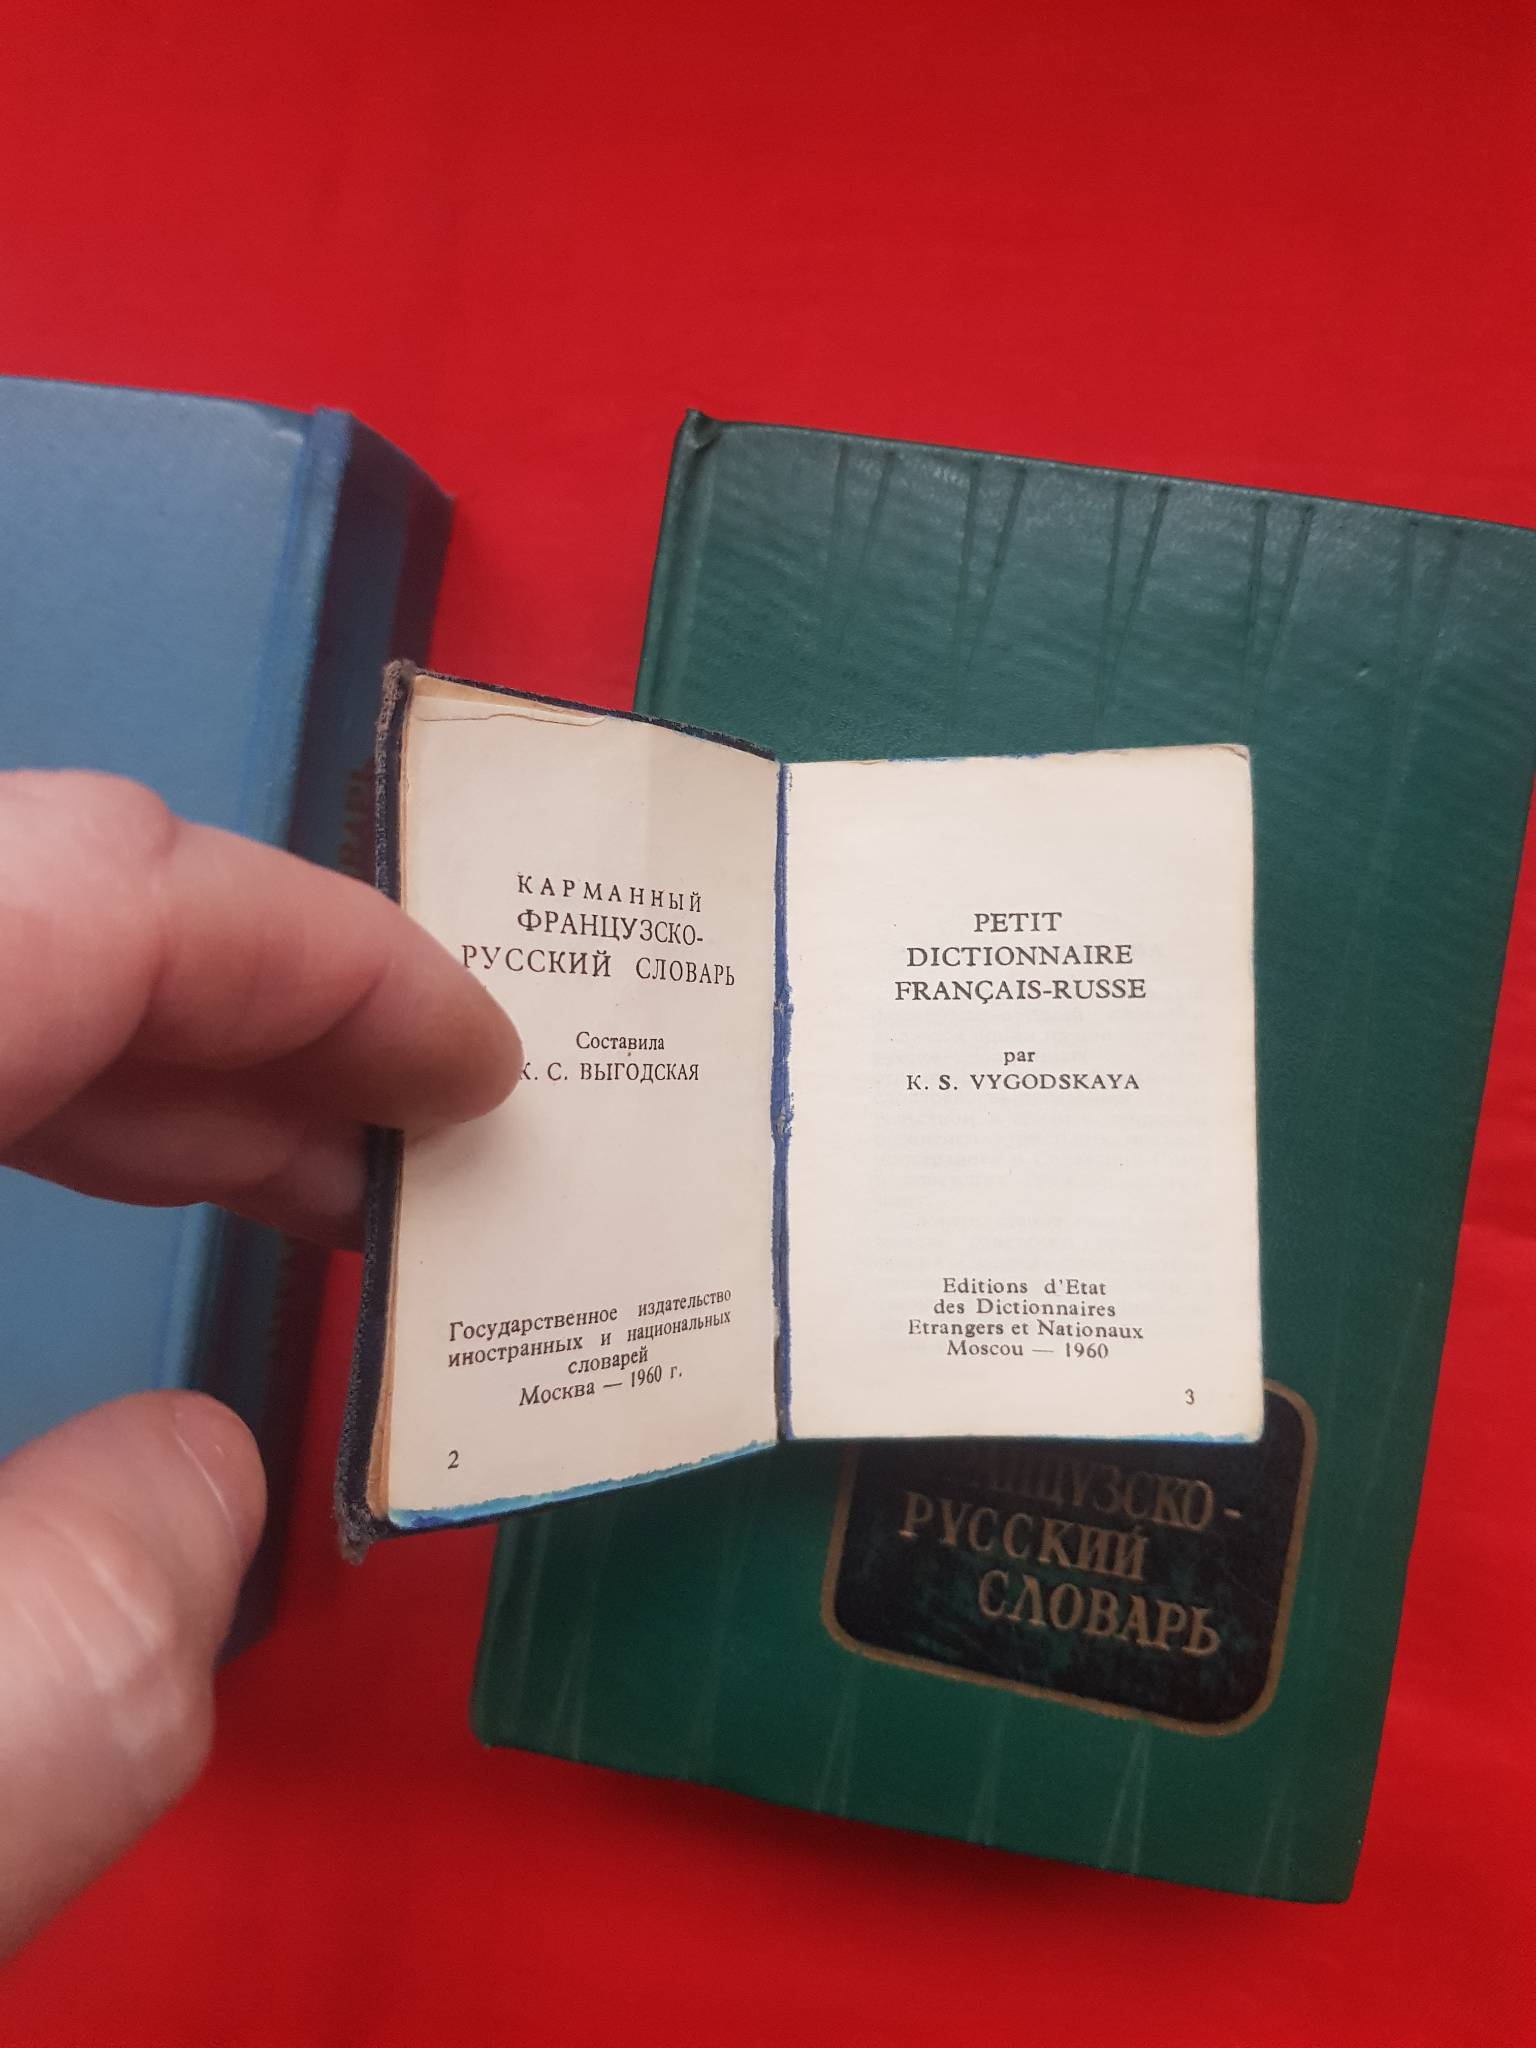 КАРМАННЫЙ
ФРАНЦУЗСКО-
РУССКИЙ СЛОВАРЬ
Составила
К. С. ВЫГОДСКАЯ
Государственное издательство
иностранных и национальных
словарей
Москва — 1960 г.
2
PETIT
DICTIONNAIRE
FRANÇAIS-RUSSE
par
K. S. VYGODSKAYA
Editions d'Etat
des Dictionnaires
Etrangers et Nationaux
Moscou — 1960
3
РУССКИЙ
СЛОВАРЬ